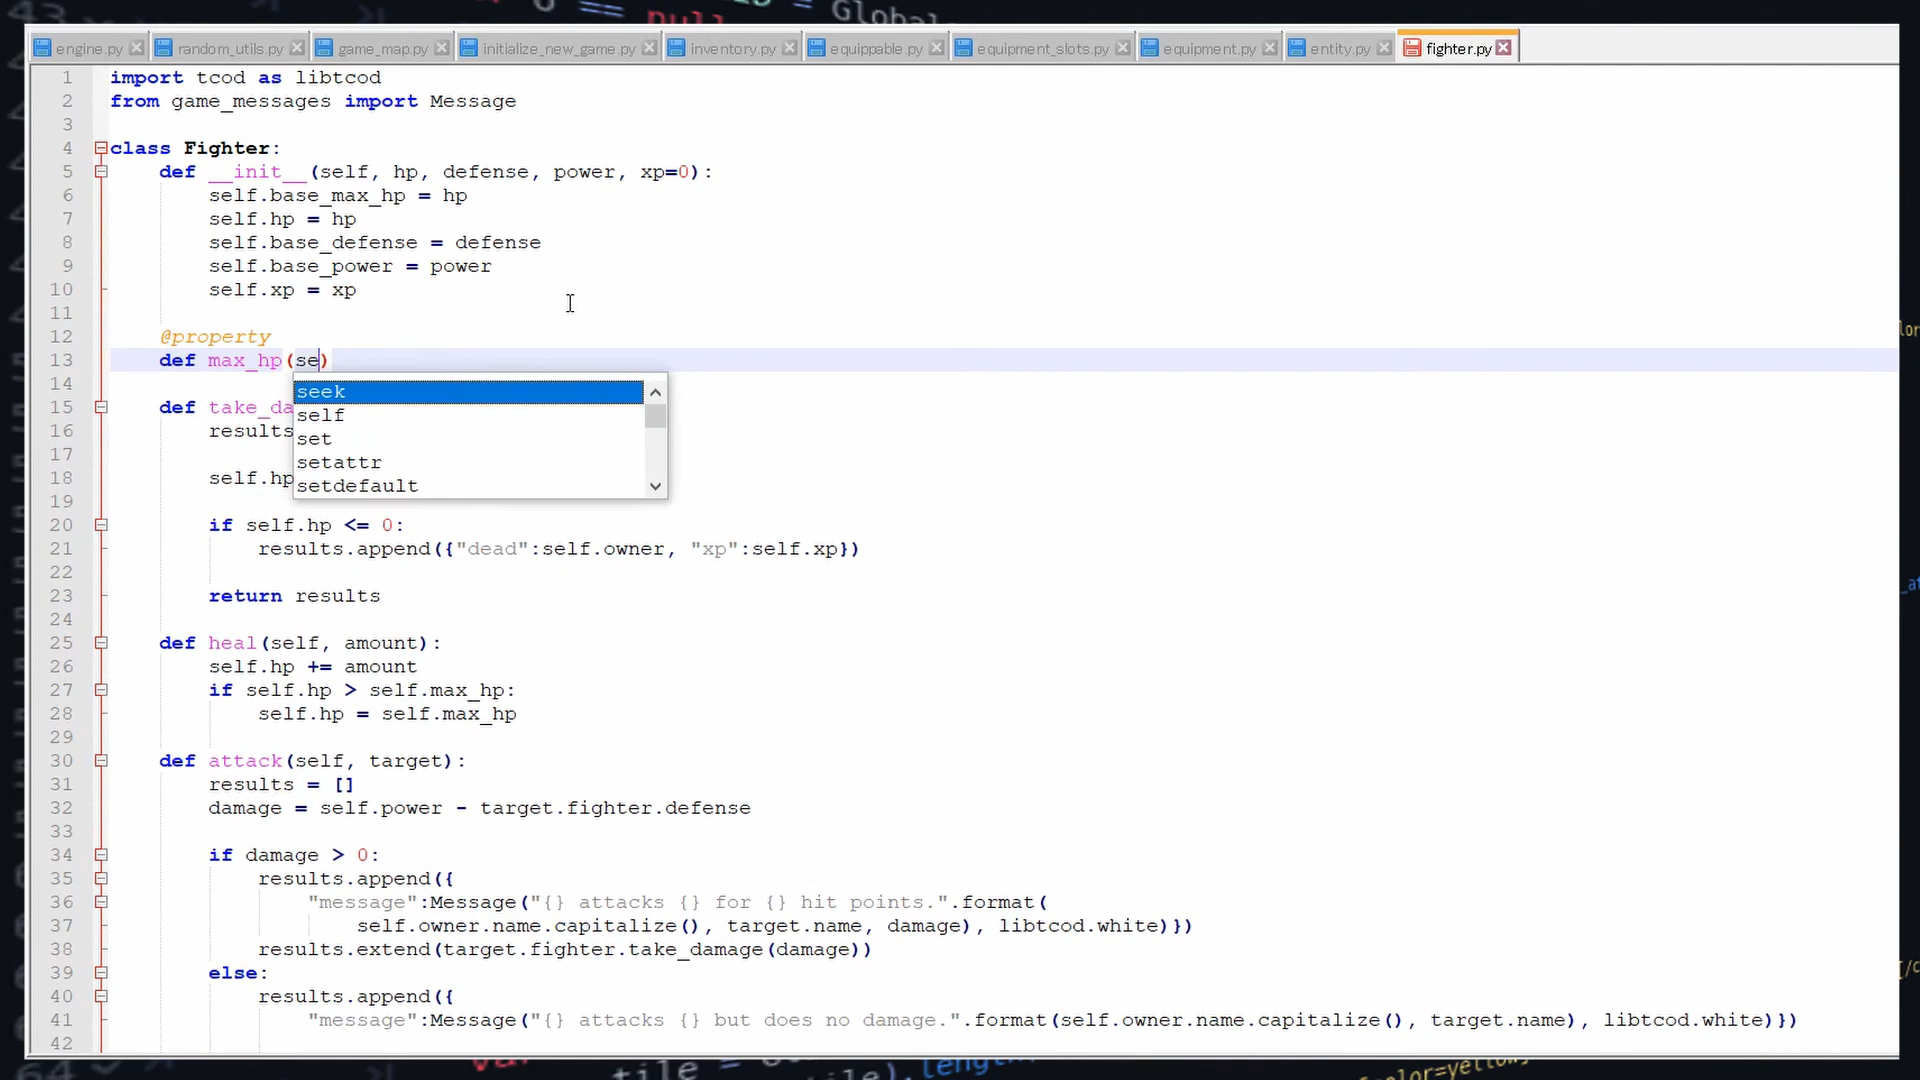 == null
= Global
engine.py random_utils.py game_map.py initialize_new_game.py inventory.py equippable.py equipment_slots.py equipment.py entity.py fighter.py
1 import tcod as libtcod
2 from game_messages import Message
3
4 class Fighter:
5 def __init__(self, hp, defense, power, xp=0):
6 self.base_max_hp = hp
7 self.hp = hp
8 self.base_defense = defense
9 self.base_power = power
10 self.xp = xp
11
12 @property
13 def max_hp(se)
14
seek
15 def take_da
self
16 results
set
17
setattr
18 self.hp
setdefault
19
20 if self.hp <= 0:
21 results.append({"dead":self.owner, "xp":self.xp})
22
23 return results
24
25 def heal(self, amount):
26 self.hp += amount
27 if self.hp > self.max_hp:
28 self.hp = self.max_hp
29
30 def attack(self, target):
31 results = []
32 damage = self.power - target.fighter.defense
33
34 if damage > 0:
35 results.append({
36 "message":Message("{} attacks {} for {} hit points.".format(
37 self.owner.name.capitalize(), target.name, damage), libtcod.white)})
38 results.extend(target.fighter.take_damage(damage))
39 else:
40 results.append({
41 "message":Message("{} attacks {} but does no damage.".format(self.owner.name.capitalize(), target.name), libtcod.white)})
42